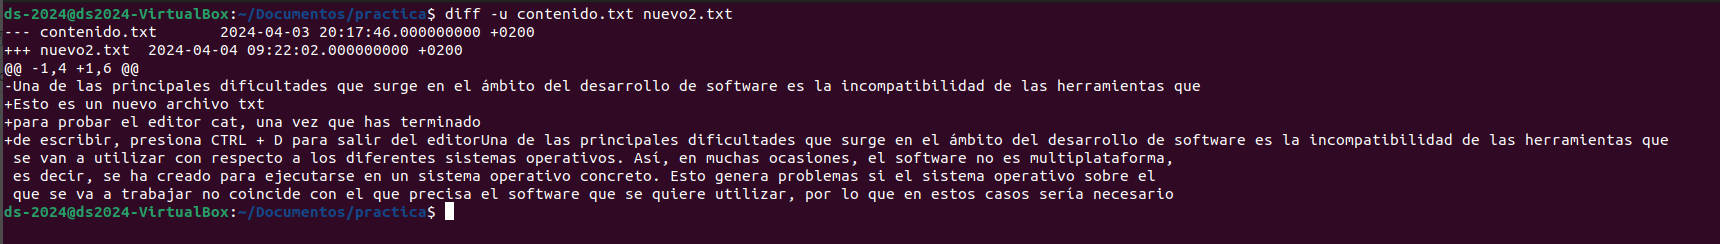 ds-2024@ds2024-VirtualBox:~/Documentos/practica$ diff -u contenido.txt nuevo2.txt
--- contenido.txt       2024-04-03 20:17:46.000000000 +0200
+++ nuevo2.txt  2024-04-04 09:22:02.000000000 +0200
@@ -1,4 +1,6 @@
-Una de las principales dificultades que surge en el ámbito del desarrollo de software es la incompatibilidad de las herramientas que
+Esto es un nuevo archivo txt
+para probar el editor cat, una vez que has terminado
+de escribir, presiona CTRL + D para salir del editorUna de las principales dificultades que surge en el ámbito del desarrollo de software es la incompatibilidad de las herramientas que
 se van a utilizar con respecto a los diferentes sistemas operativos. Así, en muchas ocasiones, el software no es multiplataforma,
 es decir, se ha creado para ejecutarse en un sistema operativo concreto. Esto genera problemas si el sistema operativo sobre el
 que se va a trabajar no coincide con el que precisa el software que se quiere utilizar, por lo que en estos casos sería necesario
ds-2024@ds2024-VirtualBox:~/Documentos/practica$